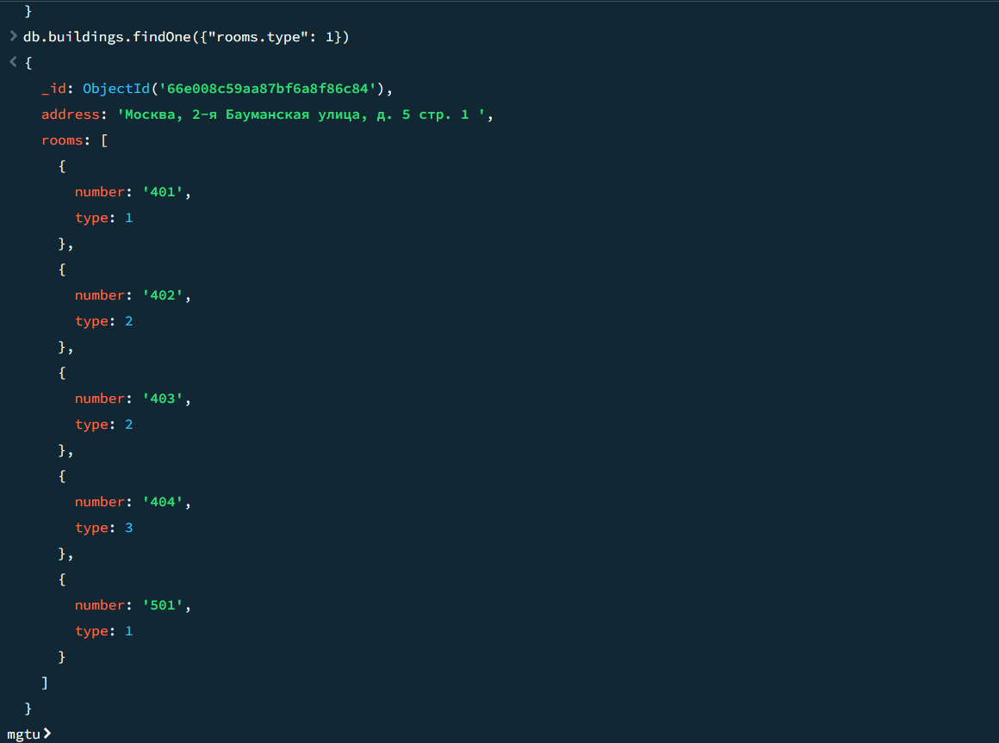 }
> db.buildings.findOne({"rooms.type": 1})
< {
_id: ObjectId('66e008c59aa87bf6a8f86c84'),
address: 'Москва, 2-я Бауманская улица, д. 5 стр. 1 ',
rooms: [
{
number: '401',
type: 1
},
{
number: '402',
type: 2
},
{
number: '403',
type: 2
},
{
number: '404',
type: 3
},
{
number: '501',
type: 1
}
]
}
mgtu>